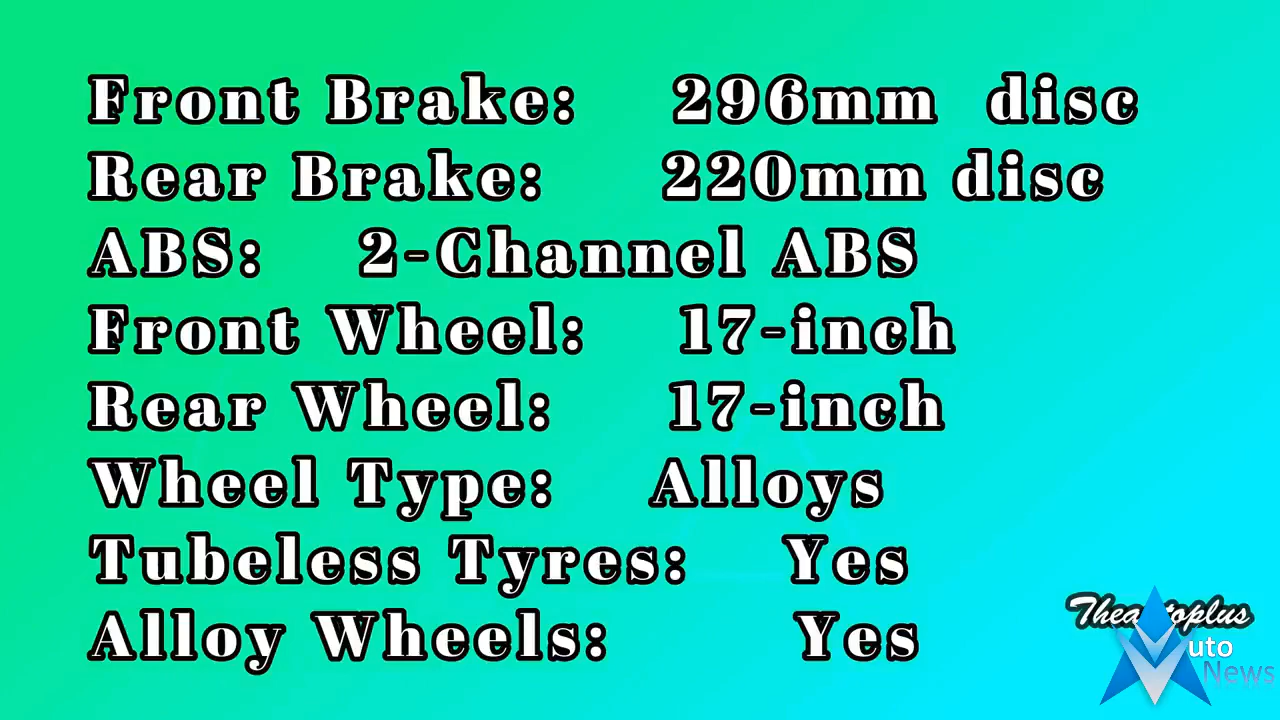 Front Brake: 296mm disc
Rear Brake: 220mm disc
ABS: 2-Channel ABS
Front Wheel: 17-inch
Rear Wheel: 17-inch
Wheel Type: Alloys
Tubeless Tyres: Yes
Alloy Wheels: Yes
uto
News